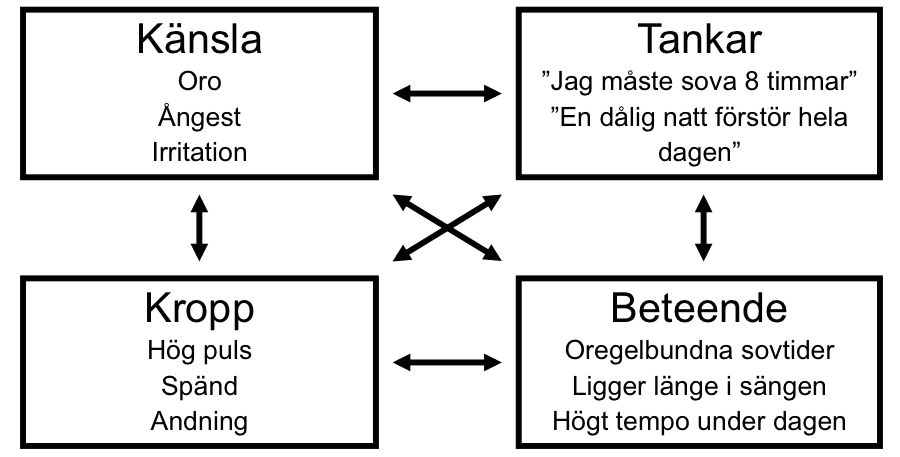 Känsla
Oro
Ångest
Irritation
Tankar
”Jag måste sova 8 timmar”
”En dålig natt förstör hela
dagen”
Kropp
Hög puls
Spänd
Andning
Beteende
Oregelbundna sovtider
Ligger länge i sängen
Högt tempo under dagen